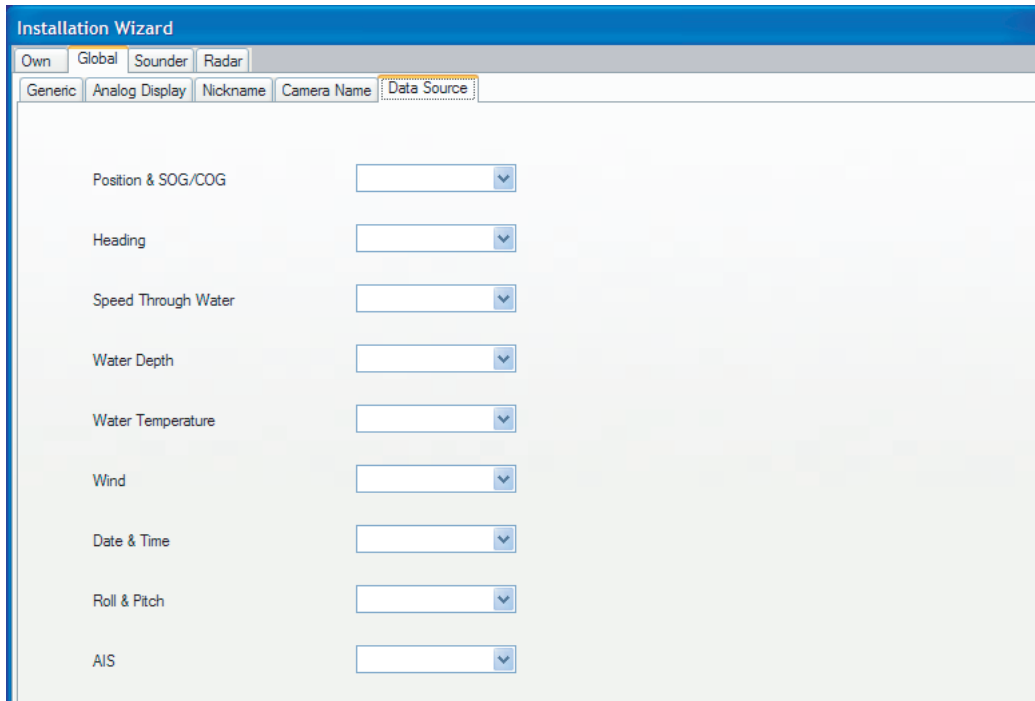 Installation Wizard
Own Global Sounder Radar
Generic Analog Display Nickname Camera Name Data Source
Position & SOG/COG
Heading
Speed Through Water
Water Depth
Water Temperature
Wind
Date & Time
Roll & Pitch
AIS